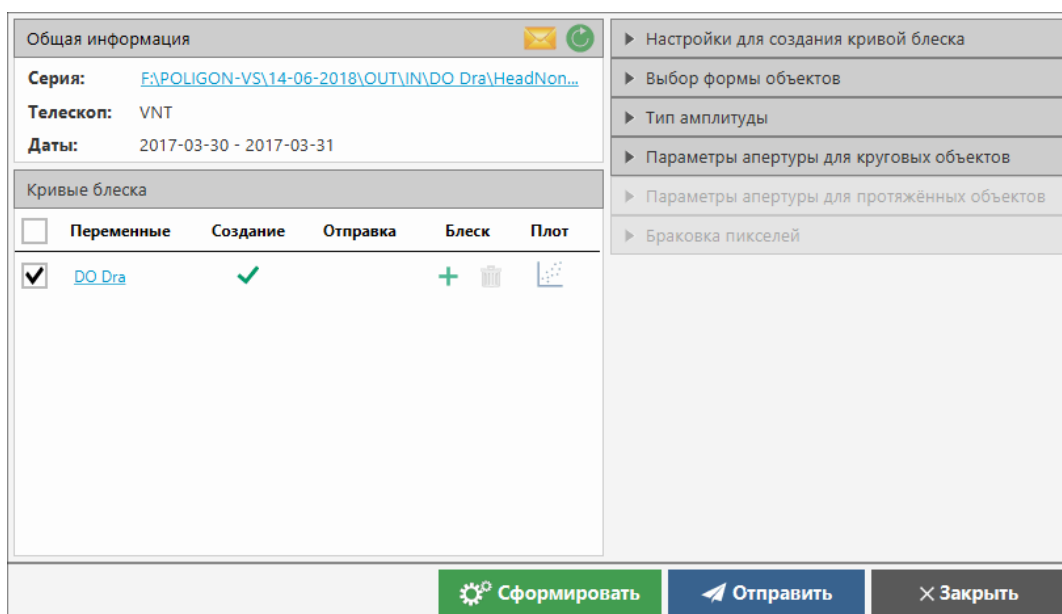 Общая информация
Серия: F:\POLIGON-VS\14-06-2018\OUT\IN\DO Dra\HeadNon...
Телескоп: VNT
Даты: 2017-03-30 - 2017-03-31
Кривые блеска
Переменные Создание Отправка Блеск Плот
DO Dra
Настройки для создания кривой блеска
Выбор формы объектов
Тип амплитуды
Параметры апертуры для круговых объектов
Параметры апертуры для протяжённых объектов
Браковка пикселей
Сформировать Отправить Закрыть